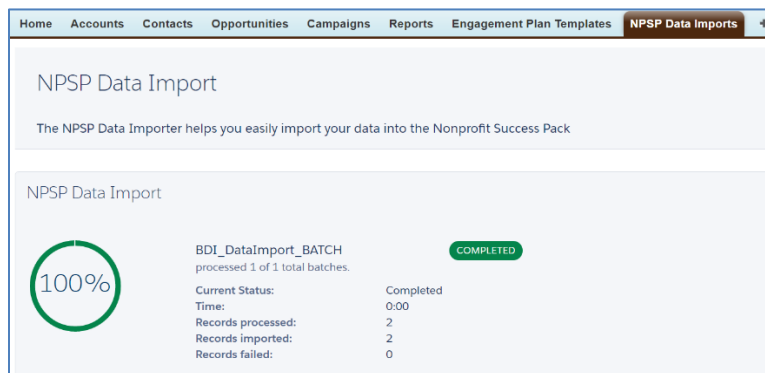 Home Accounts Contacts Opportunities Campaigns Reports Engagement Plan Templates NPSP Data Imports +
NPSP Data Import
The NPSP Data Importer helps you easily import your data into the Nonprofit Success Pack
NPSP Data Import
100%
BDI_DataImport_BATCH COMPLETED
processed 1 of 1 total batches.
Current Status: Completed
Time: 0:00
Records processed: 2
Records imported: 2
Records failed: 0